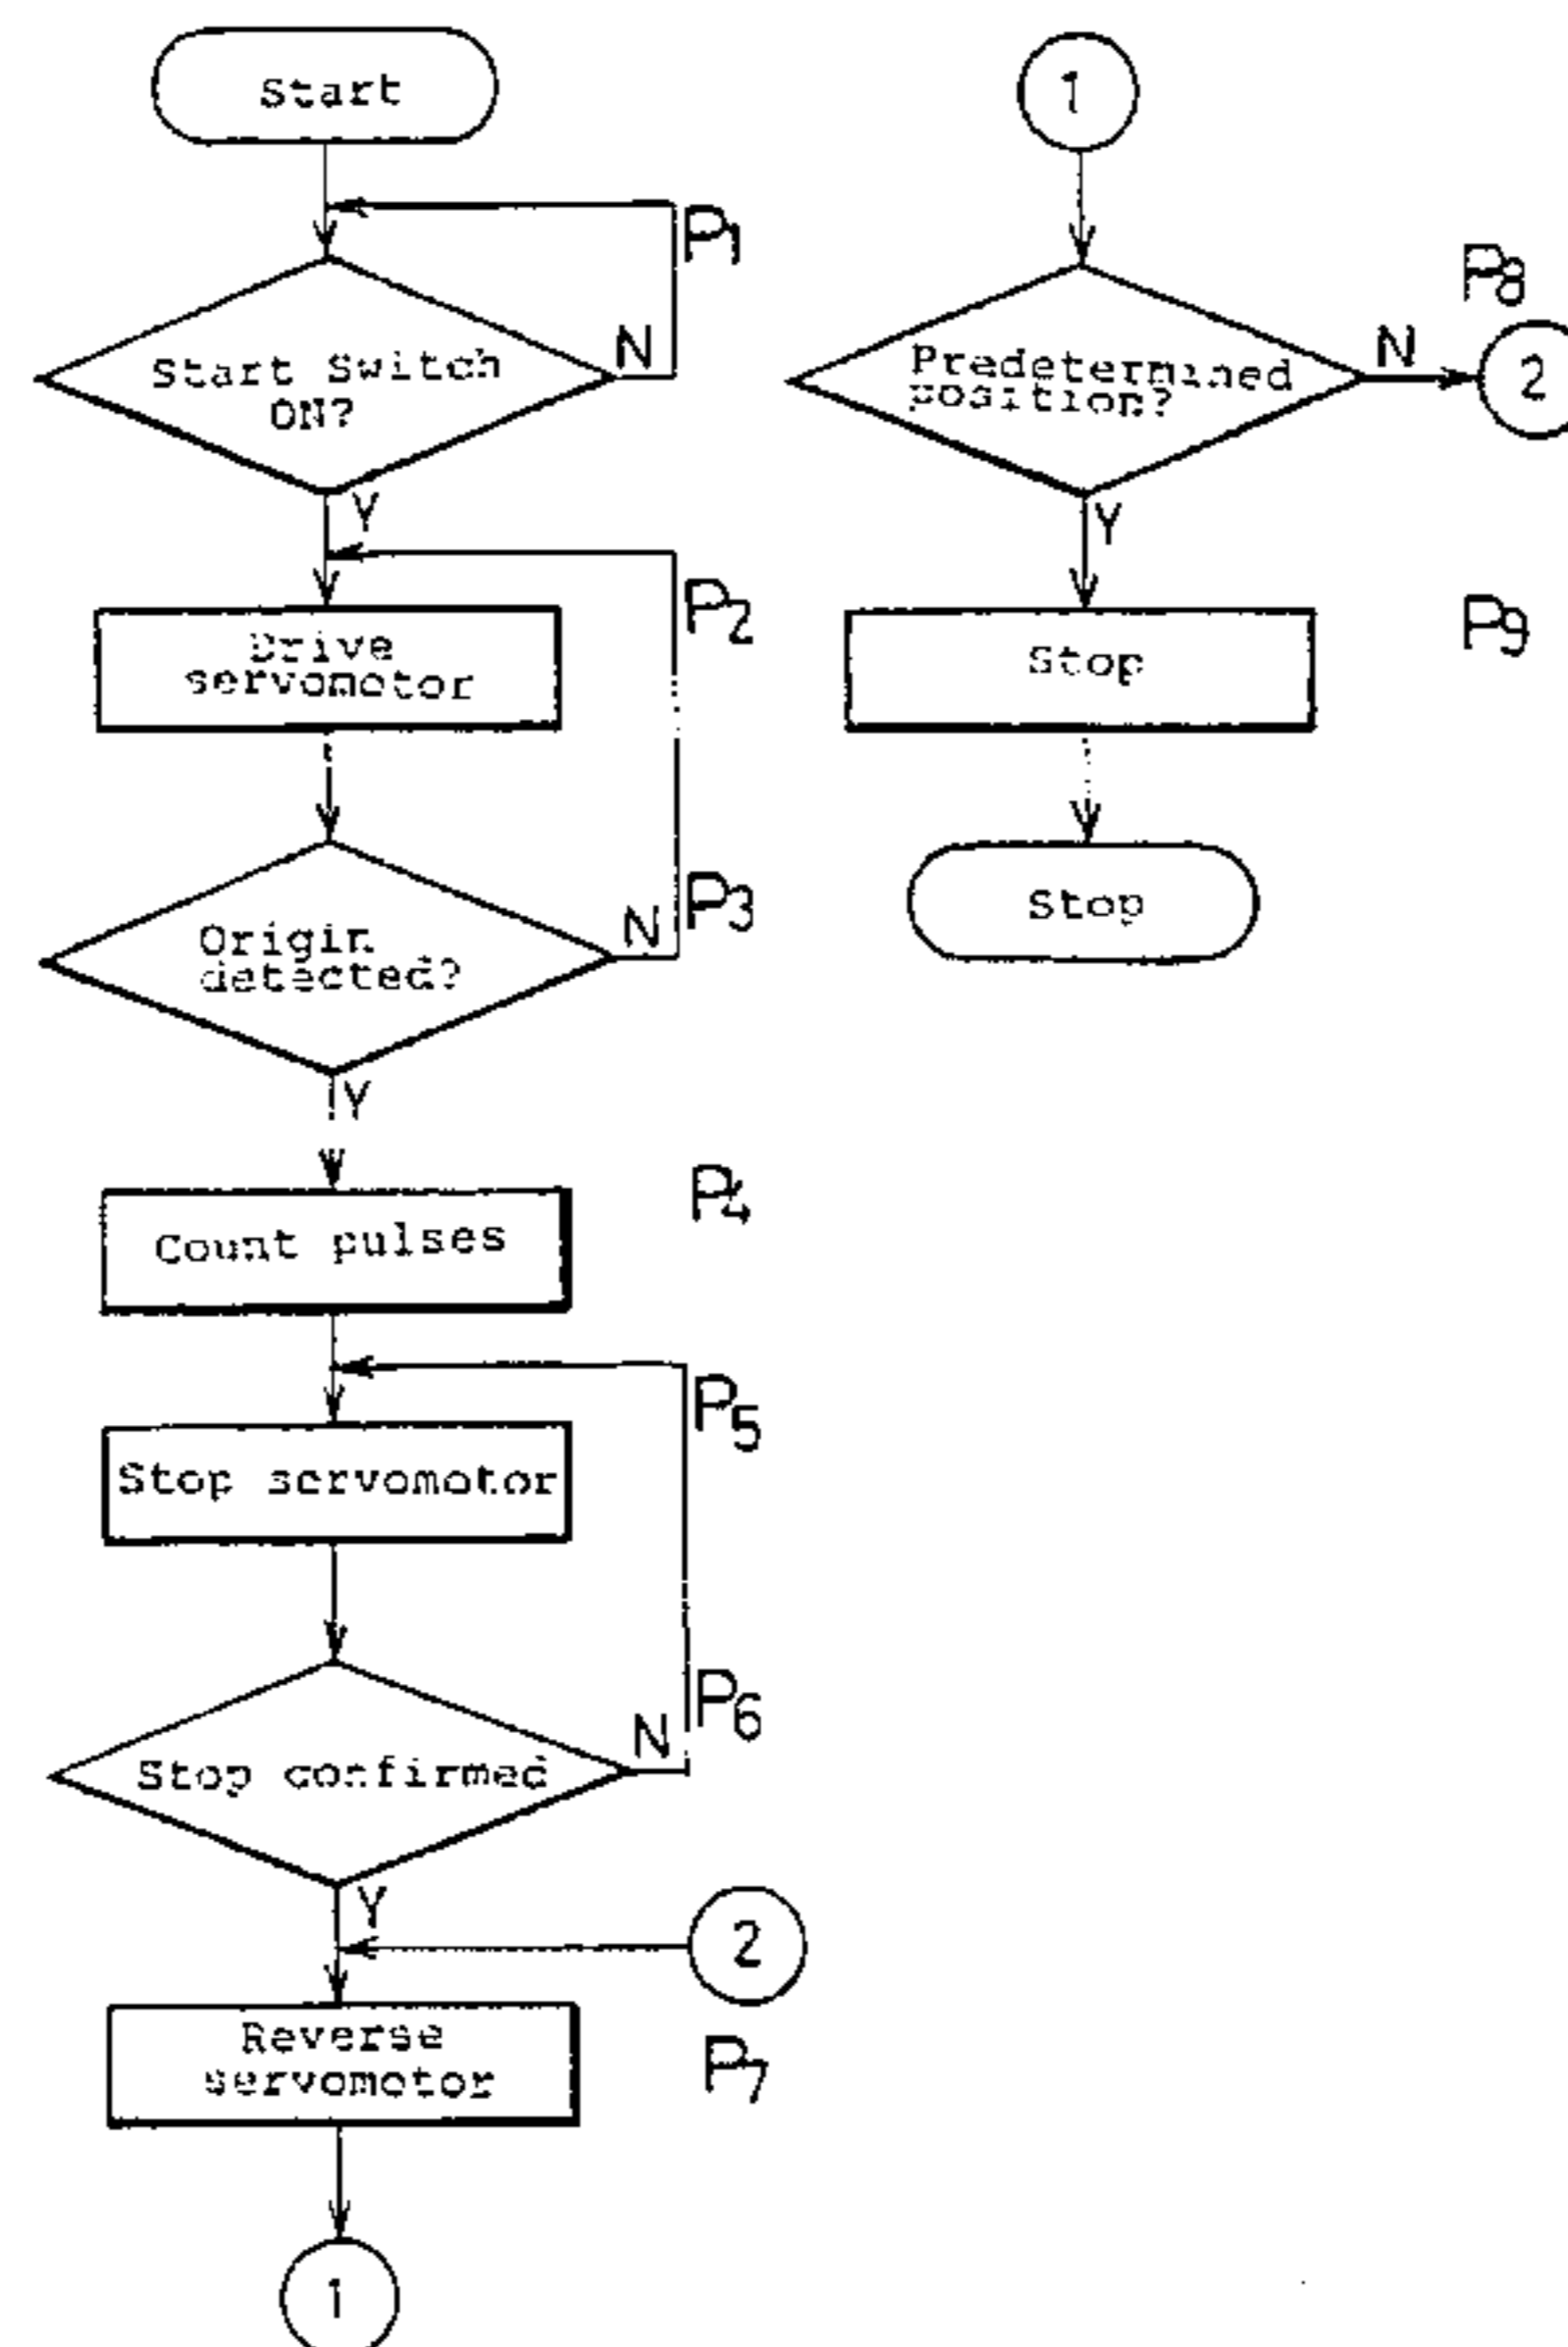 Start
P1
Start Switch
ON?
N
Y
P2
Drive
servomotor
P3
Origin
detected?
N
Y
P4
Count pulses
P5
Stop servomotor
P6
Stop confirmed
N
Y
2
Reverse
servomotor
P7
1
1
P8
Predetermined
position?
N
2
Y
P9
Stop
Stop